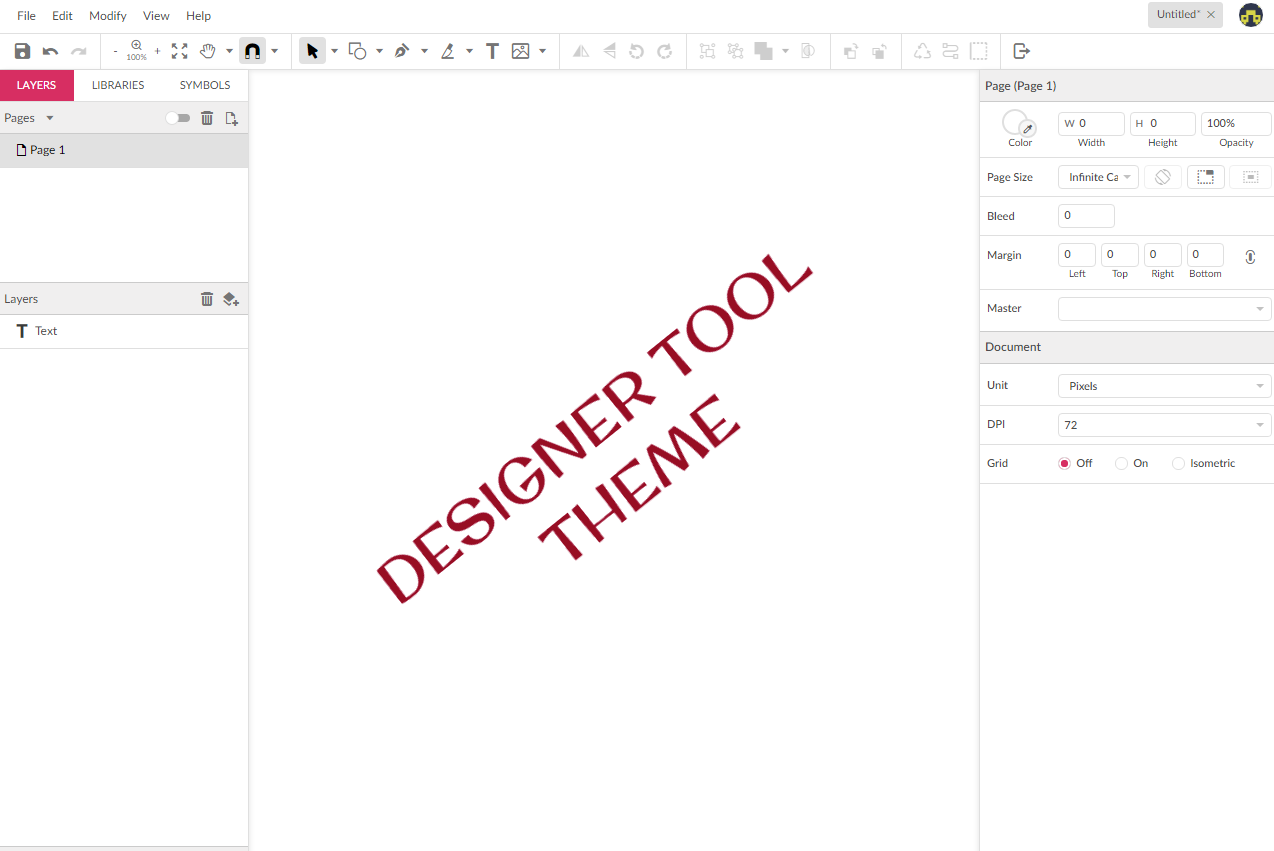 File Edit Modify View Help
Untitled* ×
- 100% +
LAYERS LIBRARIES SYMBOLS
Pages
Page 1
Layers
T Text
DESIGNER TOOL
THEME
Page (Page 1)
W 0 H 0 100%
Color Width Height Opacity
Page Size Infinite Ca
Bleed 0
Margin 0 0 0 0
Left Top Right Bottom
Master
Document
Unit Pixels
DPI 72
Grid Off On Isometric